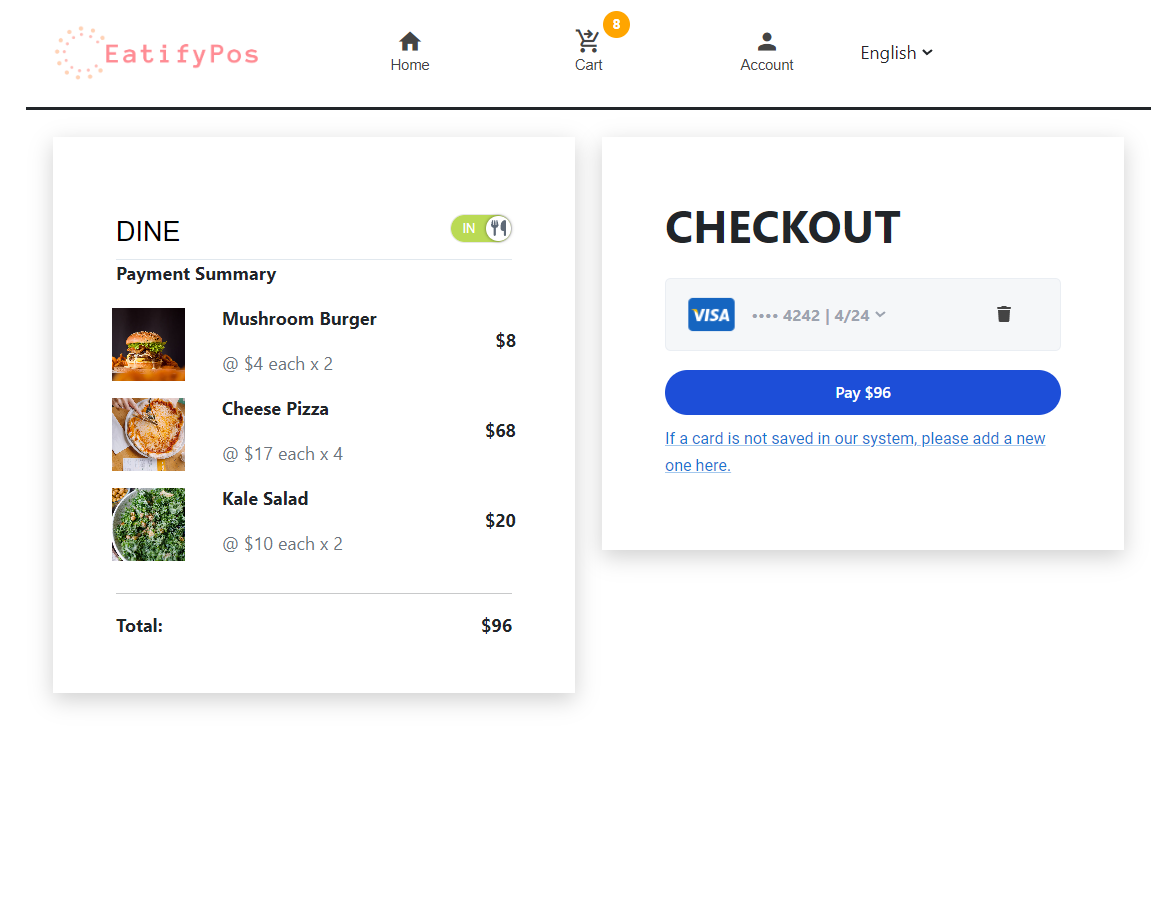 EatifyPos
Home
8
Cart
Account
English
DINE
IN
Payment Summary
Mushroom Burger
@ $4 each x 2
$8
Cheese Pizza
@ $17 each x 4
$68
Kale Salad
@ $10 each x 2
$20
Total:
$96
CHECKOUT
VISA
•••• 4242 | 4/24
Pay $96
If a card is not saved in our system, please add a new
one here.